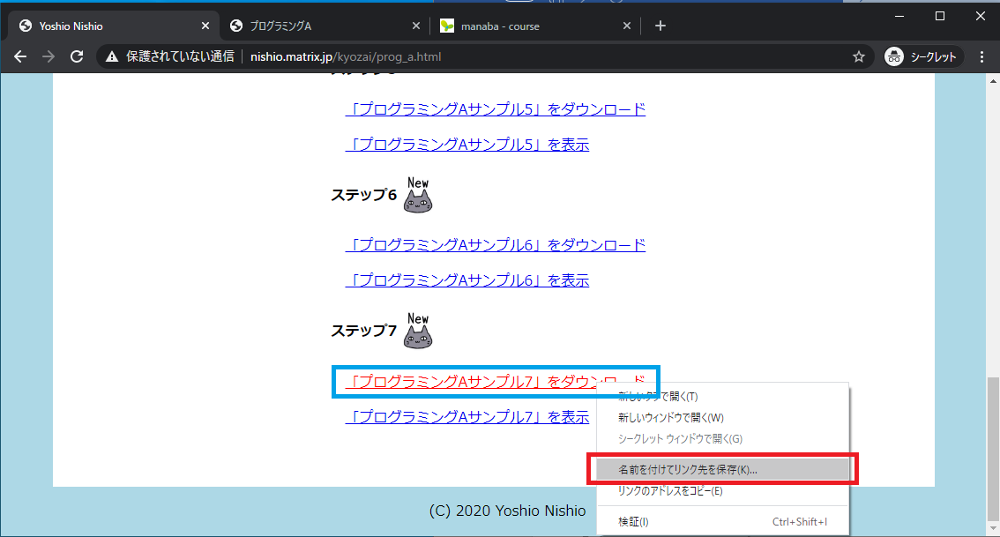 Yoshio Nishio
プログラミングA
manaba - course
保護されていない通信
nishio.matrix.jp/kyozai/prog_a.html
シークレット
「プログラミングAサンプル5」をダウンロード
「プログラミングAサンプル5」を表示
ステップ6
New
「プログラミングAサンプル6」をダウンロード
「プログラミングAサンプル6」を表示
ステップ7
New
「プログラミングAサンプル7」をダウンロード
新しいタブで開く(T)
「プログラミングAサンプル7」を表示
新しいウィンドウで開く(W)
シークレット ウィンドウで開く(G)
名前を付けてリンク先を保存(K)...
リンクのアドレスをコピー(E)
(C) 2020 Yoshio Nishio
検証(I)
Ctrl+Shift+I